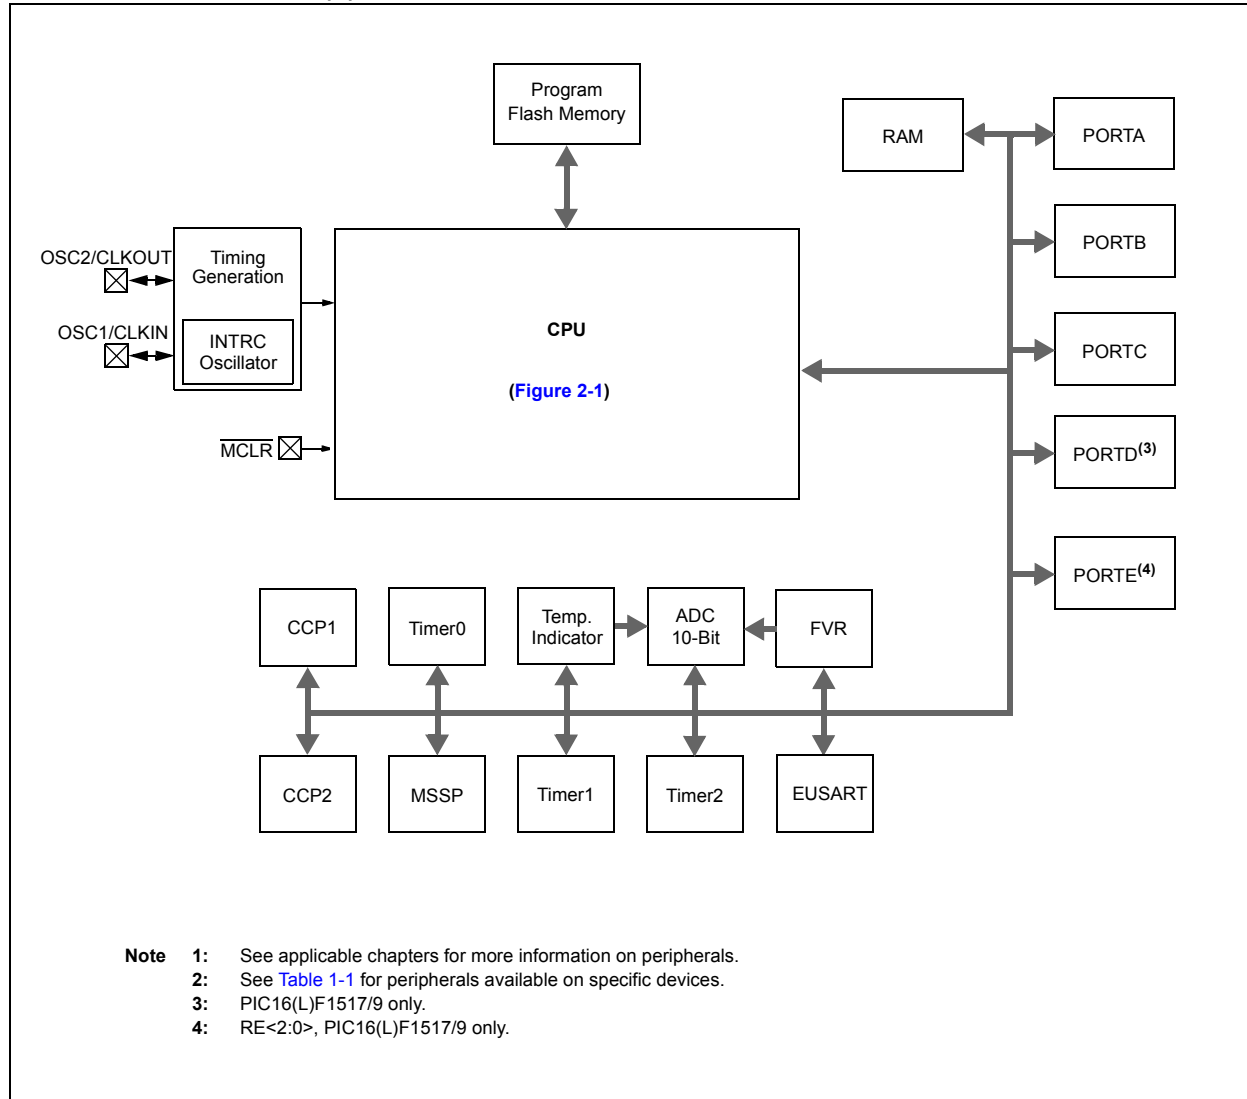 Program
Flash Memory
RAM
PORTA
OSC2/CLKOUT
Timing
Generation
PORTB
OSC1/CLKIN
INTRC
Oscillator
CPU
(Figure 2-1)
PORTC
MCLR
PORTD(3)
PORTE(4)
CCP1
Timer0
Temp.
Indicator
ADC
10-Bit
FVR
CCP2
MSSP
Timer1
Timer2
EUSART
Note 1: See applicable chapters for more information on peripherals.
2: See Table 1-1 for peripherals available on specific devices.
3: PIC16(L)F1517/9 only.
4: RE<2:0>, PIC16(L)F1517/9 only.